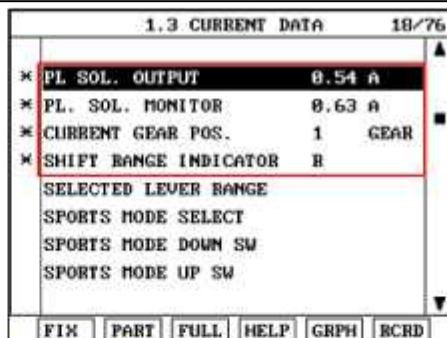 1.3 CURRENT DATA 18/76
* PL SOL. OUTPUT 0.54 A
* PL. SOL. MONITOR 0.63 A
* CURRENT GEAR POS. 1 GEAR
* SHIFT RANGE INDICATOR R
SELECTED LEVER RANGE
SPORTS MODE SELECT
SPORTS MODE DOWN SW
SPORTS MODE UP SW
FIX PART FULL HELP GRPH RCRD